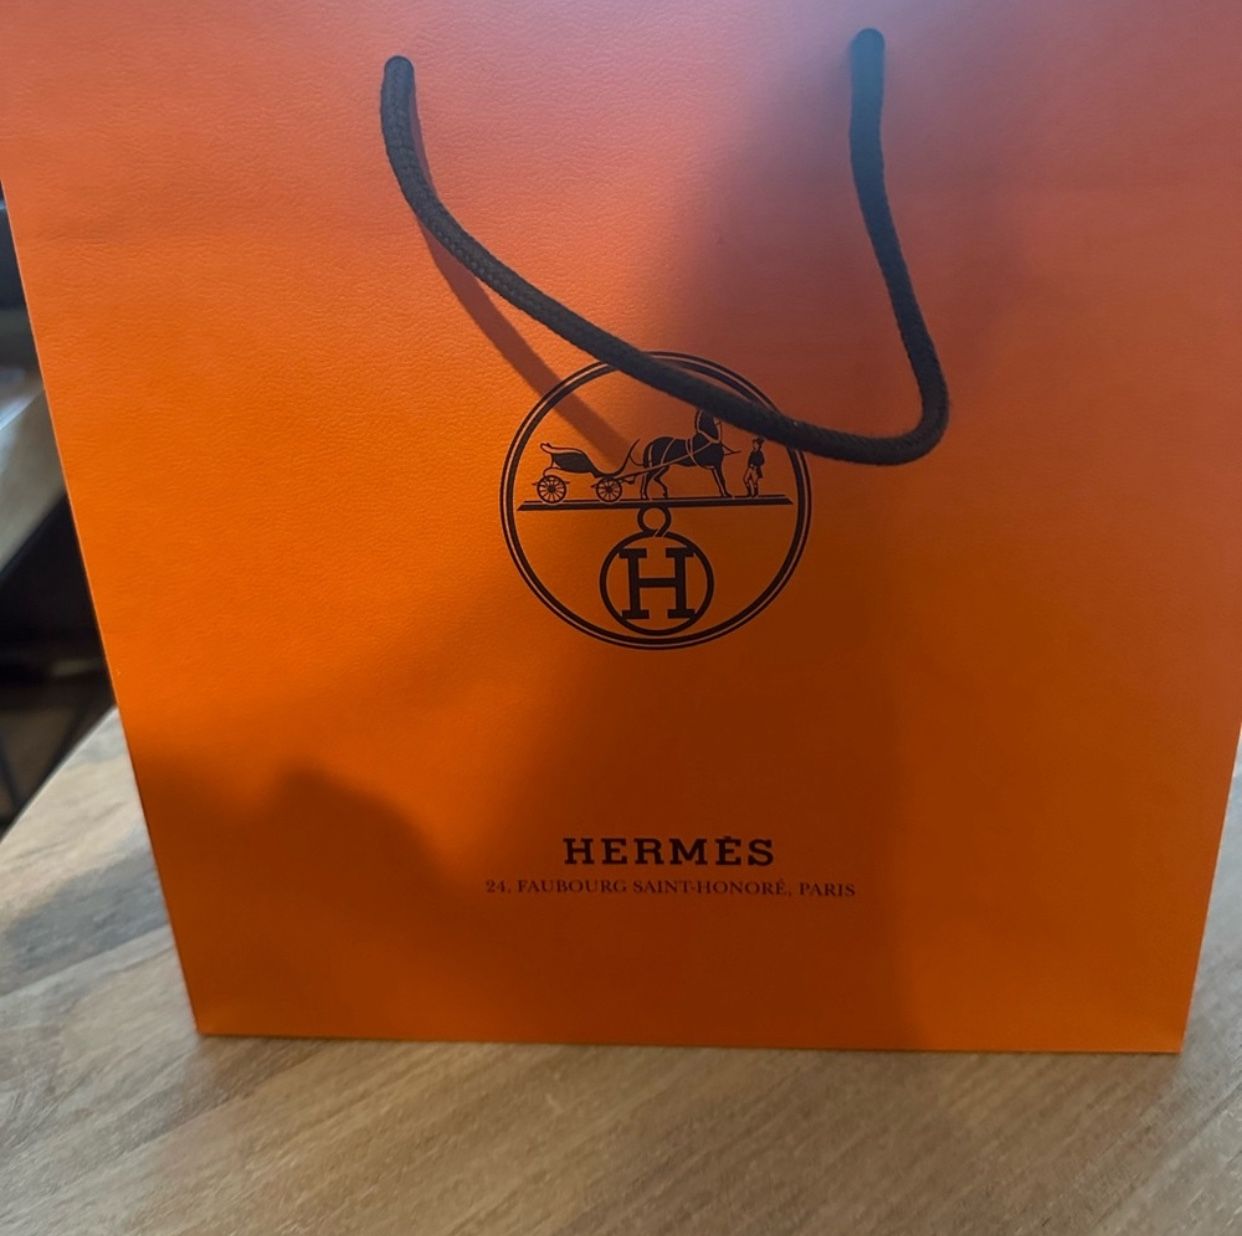 H
HERMÈS
24, FAUBOURG SAINT-HONORÉ, PARIS